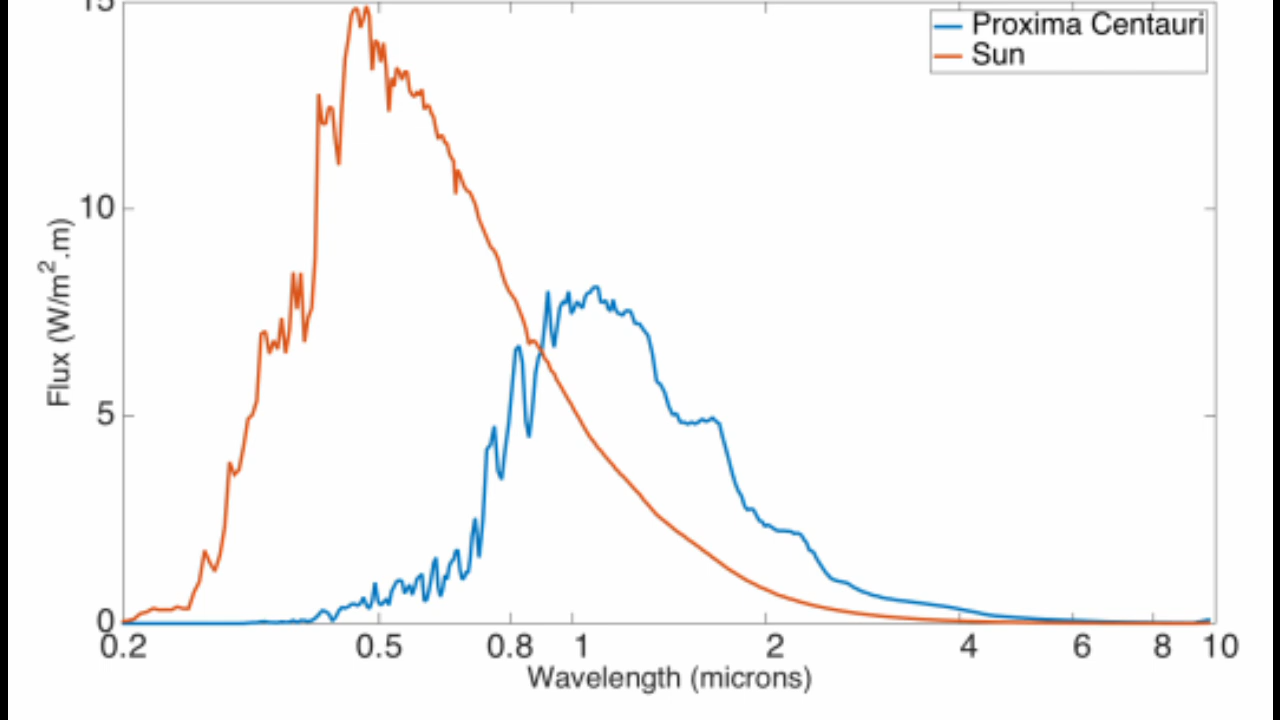 15
Proxima Centauri
Sun
10
5
0
Flux (W/m².m)
0.2 0.5 0.8 1 2 4 6 8 10
Wavelength (microns)